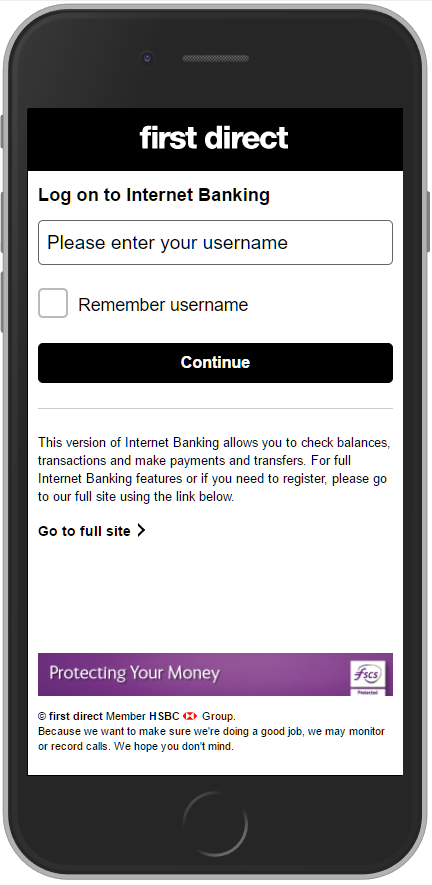 first direct
Log on to Internet Banking
Please enter your username
Remember username
Continue
This version of Internet Banking allows you to check balances,
transactions and make payments and transfers. For full
Internet Banking features or if you need to register, please go
to our full site using the link below.
Go to full site
Protecting Your Money
fscs
Protected
© first direct Member HSBC Group.
Because we want to make sure we're doing a good job, we may monitor
or record calls. We hope you don't mind.